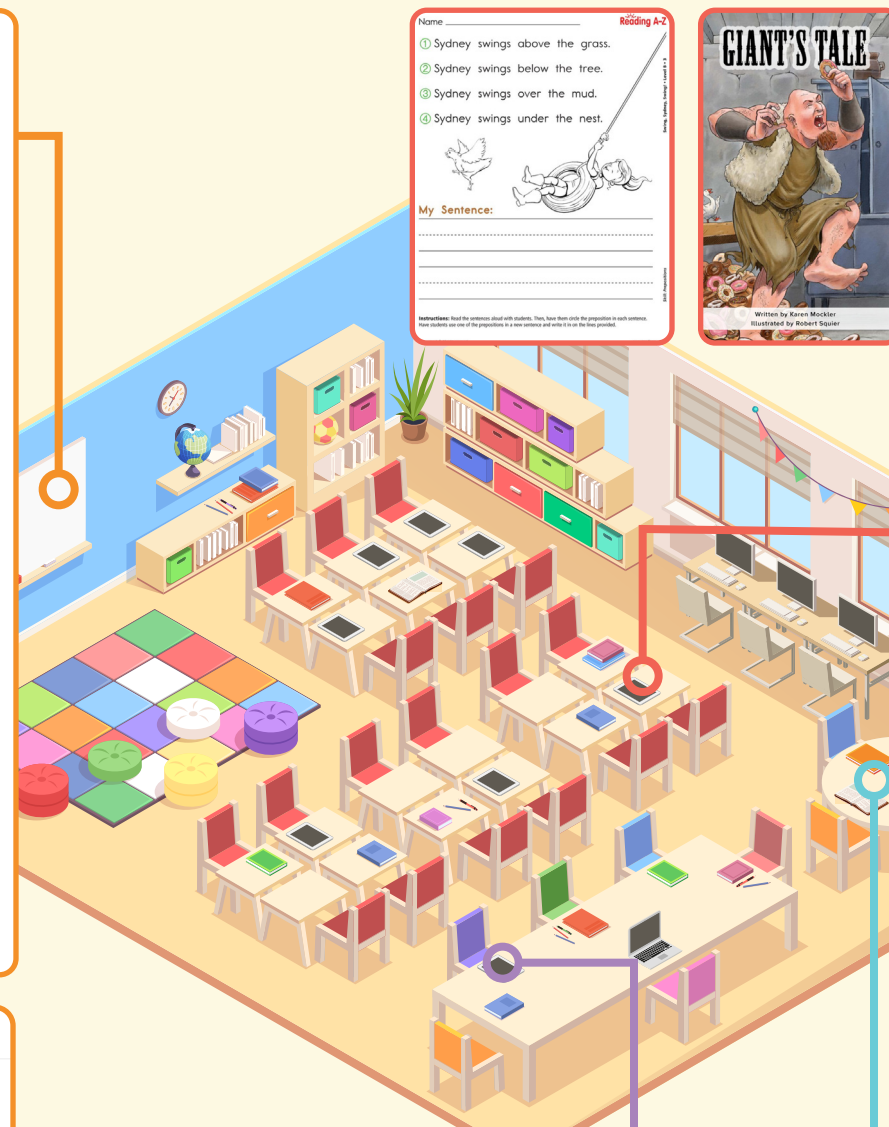 Name
Reading A-Z
① Sydney swings above the grass.
② Sydney swings below the tree.
③ Sydney swings over the mud.
④ Sydney swings under the nest.
My Sentence:
Instructions: Read the sentences aloud with students. Then, have them circle the preposition in each sentence.
Have students use one of the prepositions in a new sentence and write it in on the lines provided.
Skill: Prepositions
GIANT'S TALE
Written by Karen Mockler
Illustrated by Robert Squier